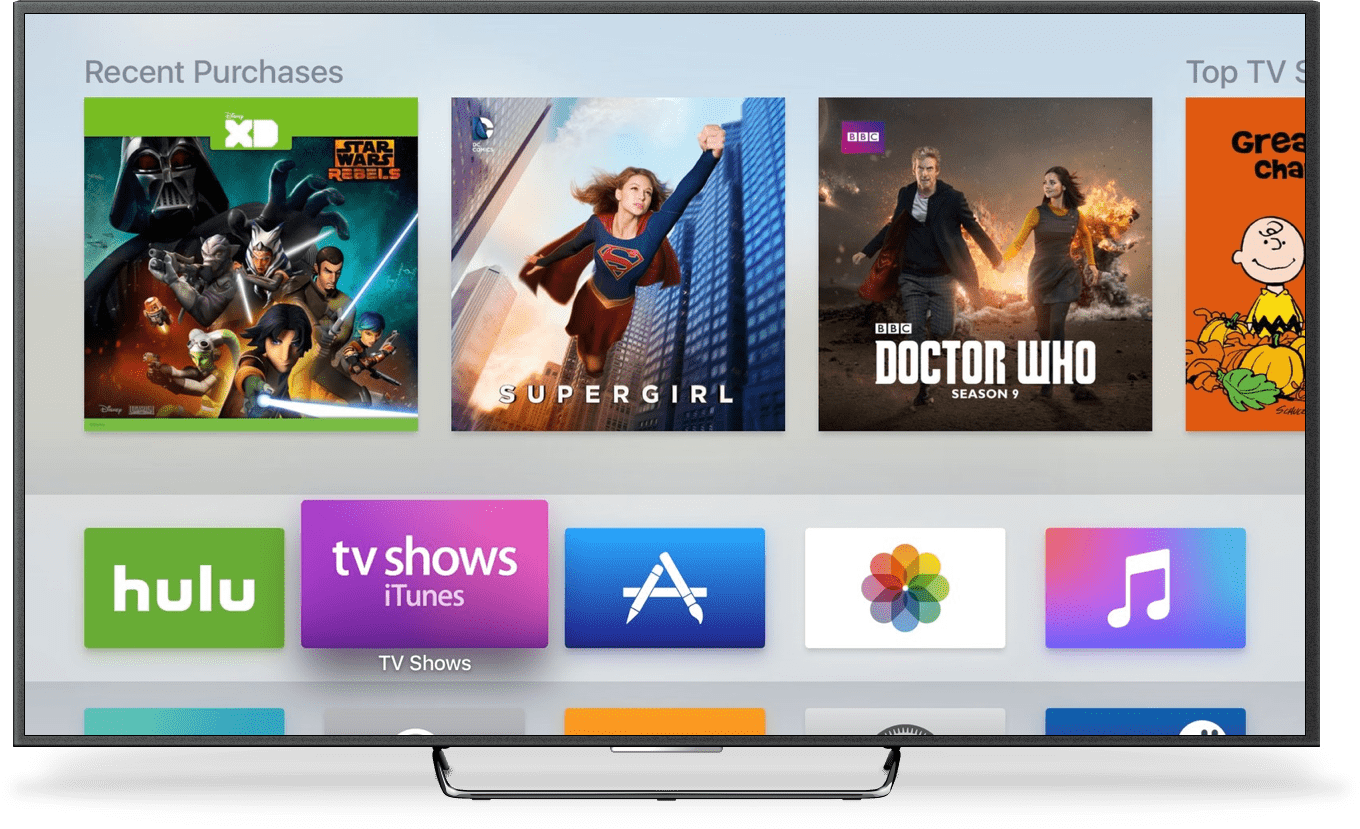 Recent Purchases
Top TV S
Disney
XD
STAR
WARS
REBELS
Disney
DC
COMICS
SUPERGIRL
BBC
BBC
DOCTOR WHO
SEASON 9
Grea
Cha
hulu
tv shows
iTunes
TV Shows